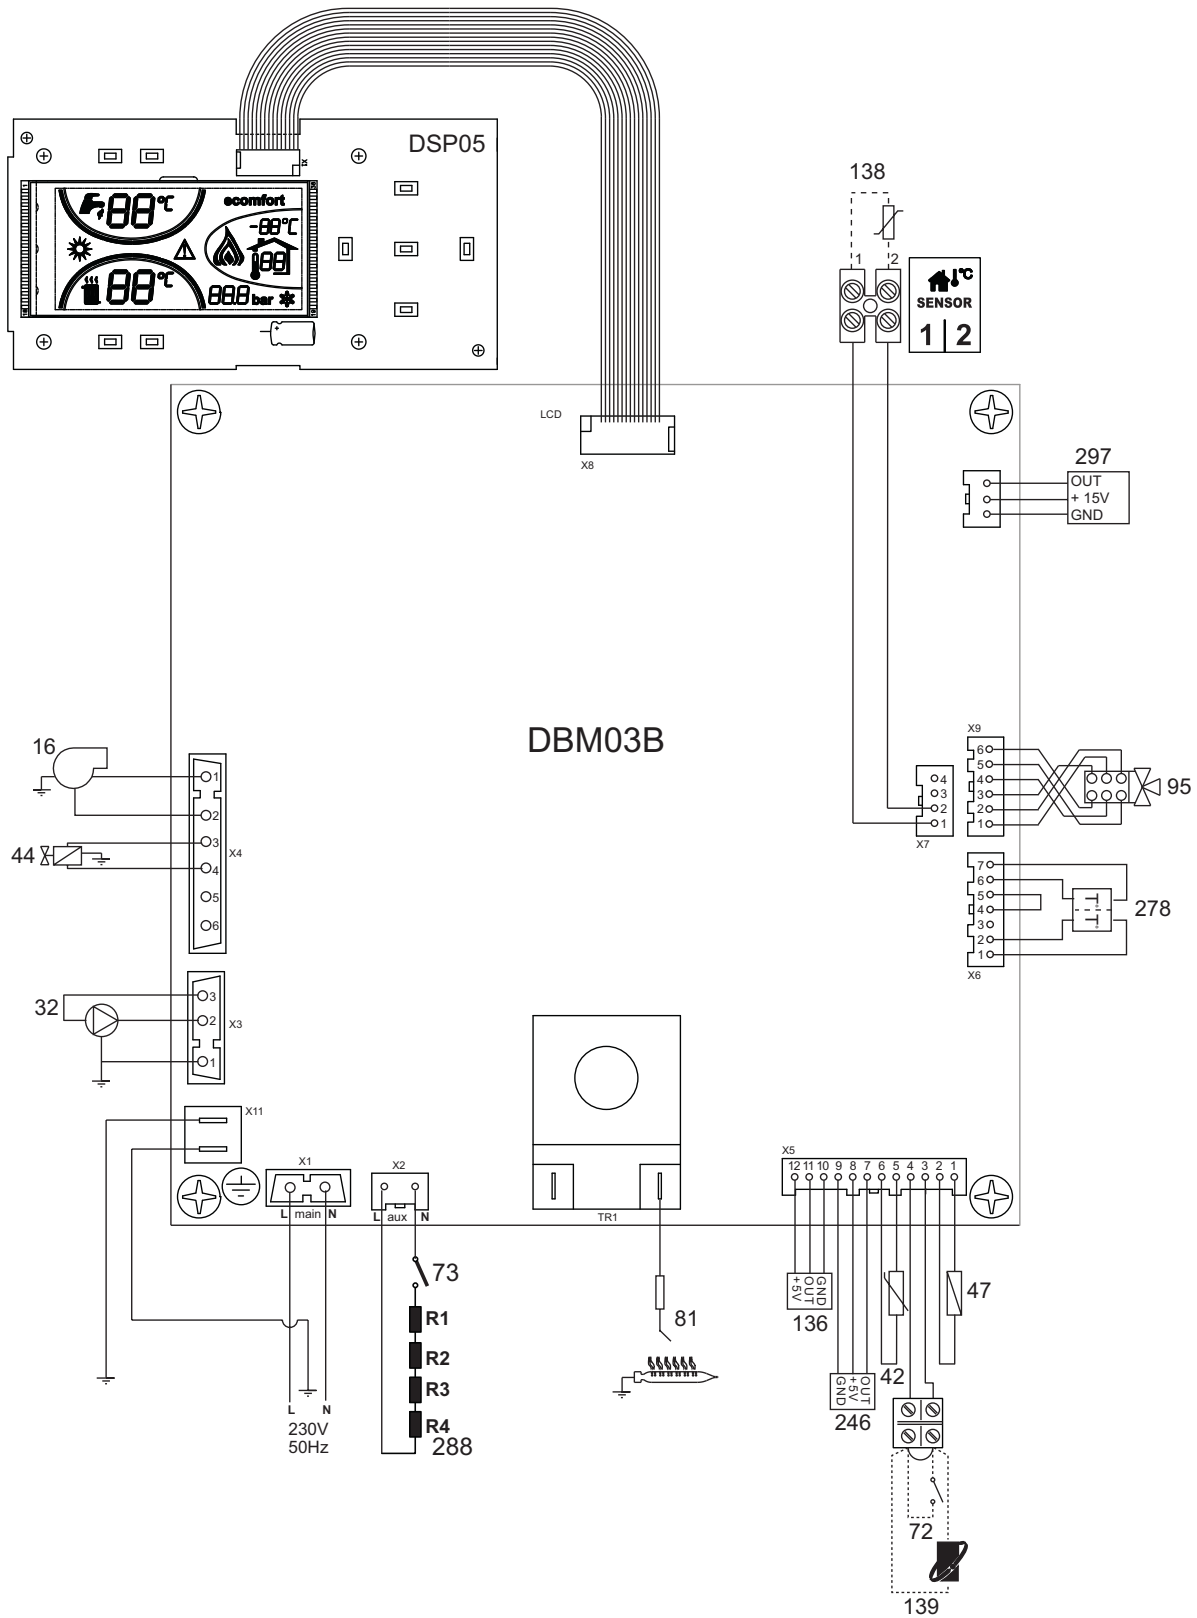 DSP05
X1
88°C
ecomfort
-88°C
88
88°C
88.8 bar
138
1 2
°C
SENSOR
1 | 2
LCD
X8
297
OUT
+ 15V
GND
DBM03B
16
1
2
3
4
5
6
X4
44
X9
6
5
4
3
2
1
95
4
3
2
1
X7
7
6
5
4
3
2
1
X6
T°
T°
278
32
3
2
1
X3
X11
X1
L main N
X2
L aux N
TR1
X5
12 11 10 9 8 7 6 5 4 3 2 1
73
R1
R2
R3
R4
288
L N
230V
50Hz
81
GND
OUT
+5V
136
47
42
OUT
+5V
GND
246
72
139